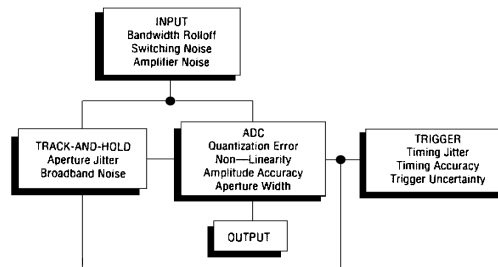 INPUT
Bandwidth Rolloff
Switching Noise
Amplifier Noise
TRACK-AND-HOLD
Aperture Jitter
Broadband Noise
ADC
Quantization Error
Non—Linearity
Amplitude Accuracy
Aperture Width
TRIGGER
Timing Jitter
Timing Accuracy
Trigger Uncertainty
OUTPUT